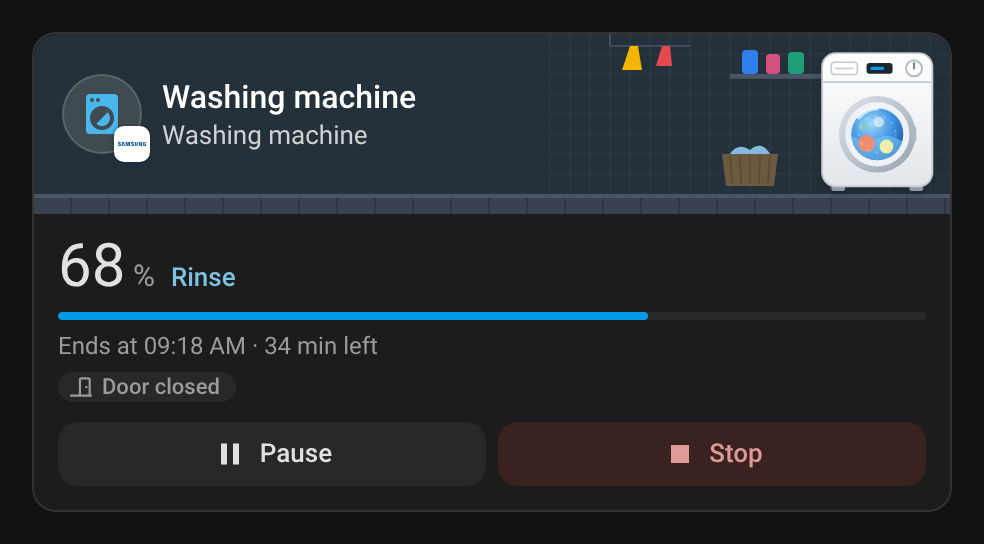 Washing machine
SAMSUNG
Washing machine
68 % Rinse
Ends at 09:18 AM · 34 min left
Door closed
Pause
Stop